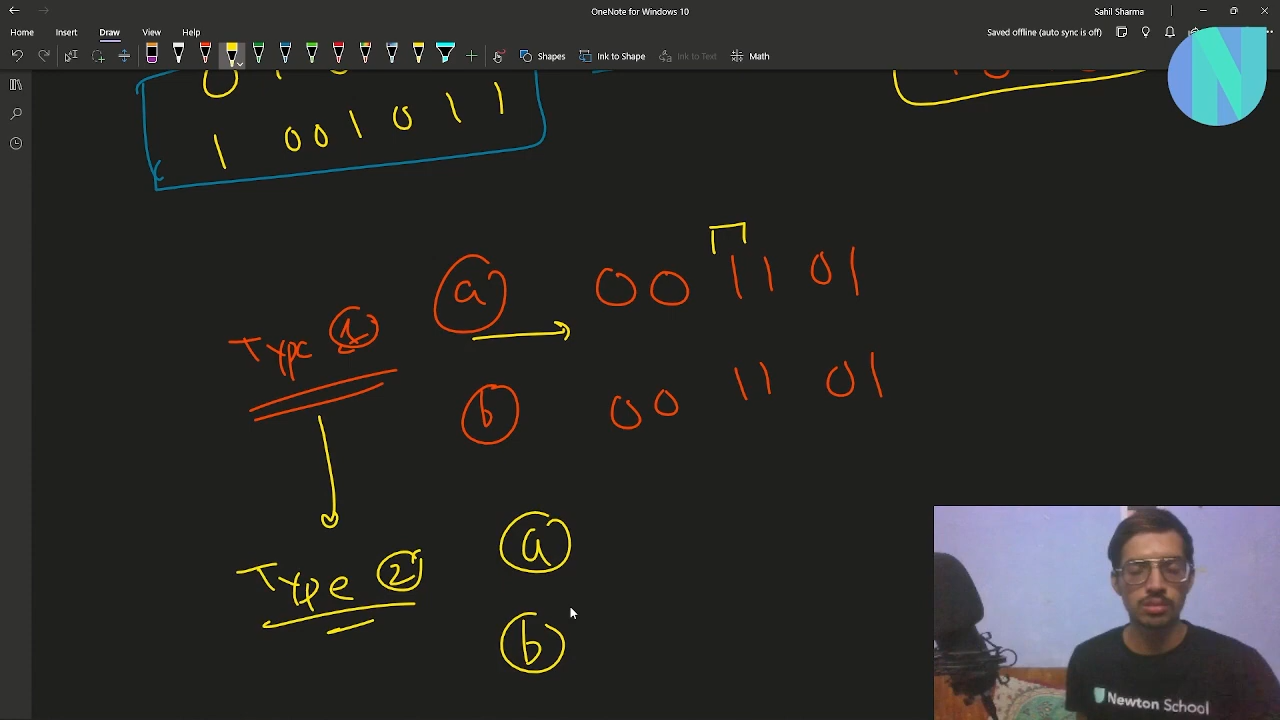 OneNote for Windows 10
Sahil Sharma
Home Insert Draw View Help
Saved offline (auto sync is off)
Shapes Ink to Shape Ink to Text Math
1 0 0 1 0 1 1
a 0 0 1 1 0 1
Type 1
b 0 0 1 1 0 1
Type 2
a
b
Newton School